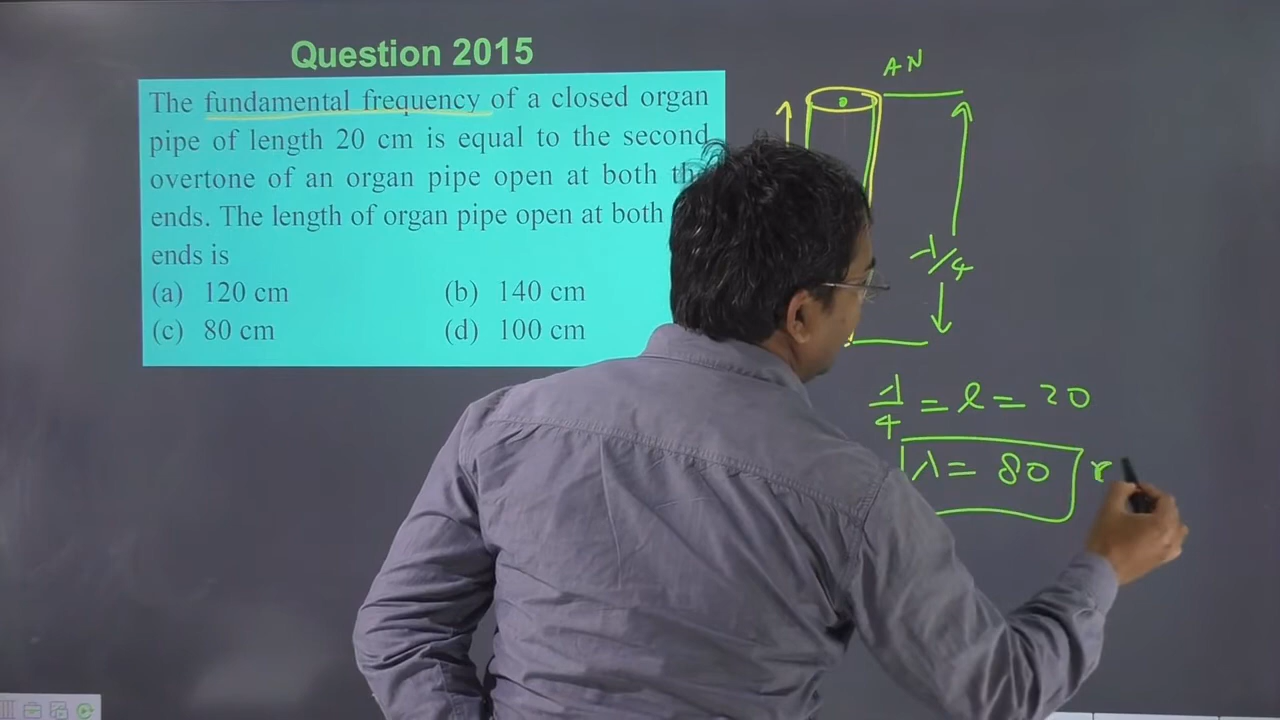 Question 2015
The fundamental frequency of a closed organ
pipe of length 20 cm is equal to the second
overtone of an organ pipe open at both the
ends. The length of organ pipe open at both
ends is
(a) 120 cm (b) 140 cm
(c) 80 cm (d) 100 cm
AN
λ/4
λ/4 = l = 20
λ = 80